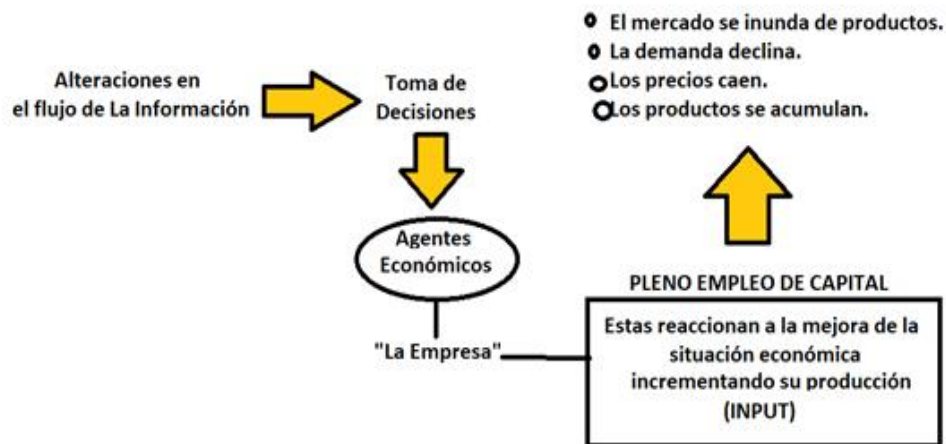 Alteraciones en
el flujo de La Información
Toma de
Decisiones
Agentes
Económicos
"La Empresa"
PLENO EMPLEO DE CAPITAL
Estas reaccionan a la mejora de la
situación económica
incrementando su producción
(INPUT)
El mercado se inunda de productos.
La demanda declina.
Los precios caen.
Los productos se acumulan.